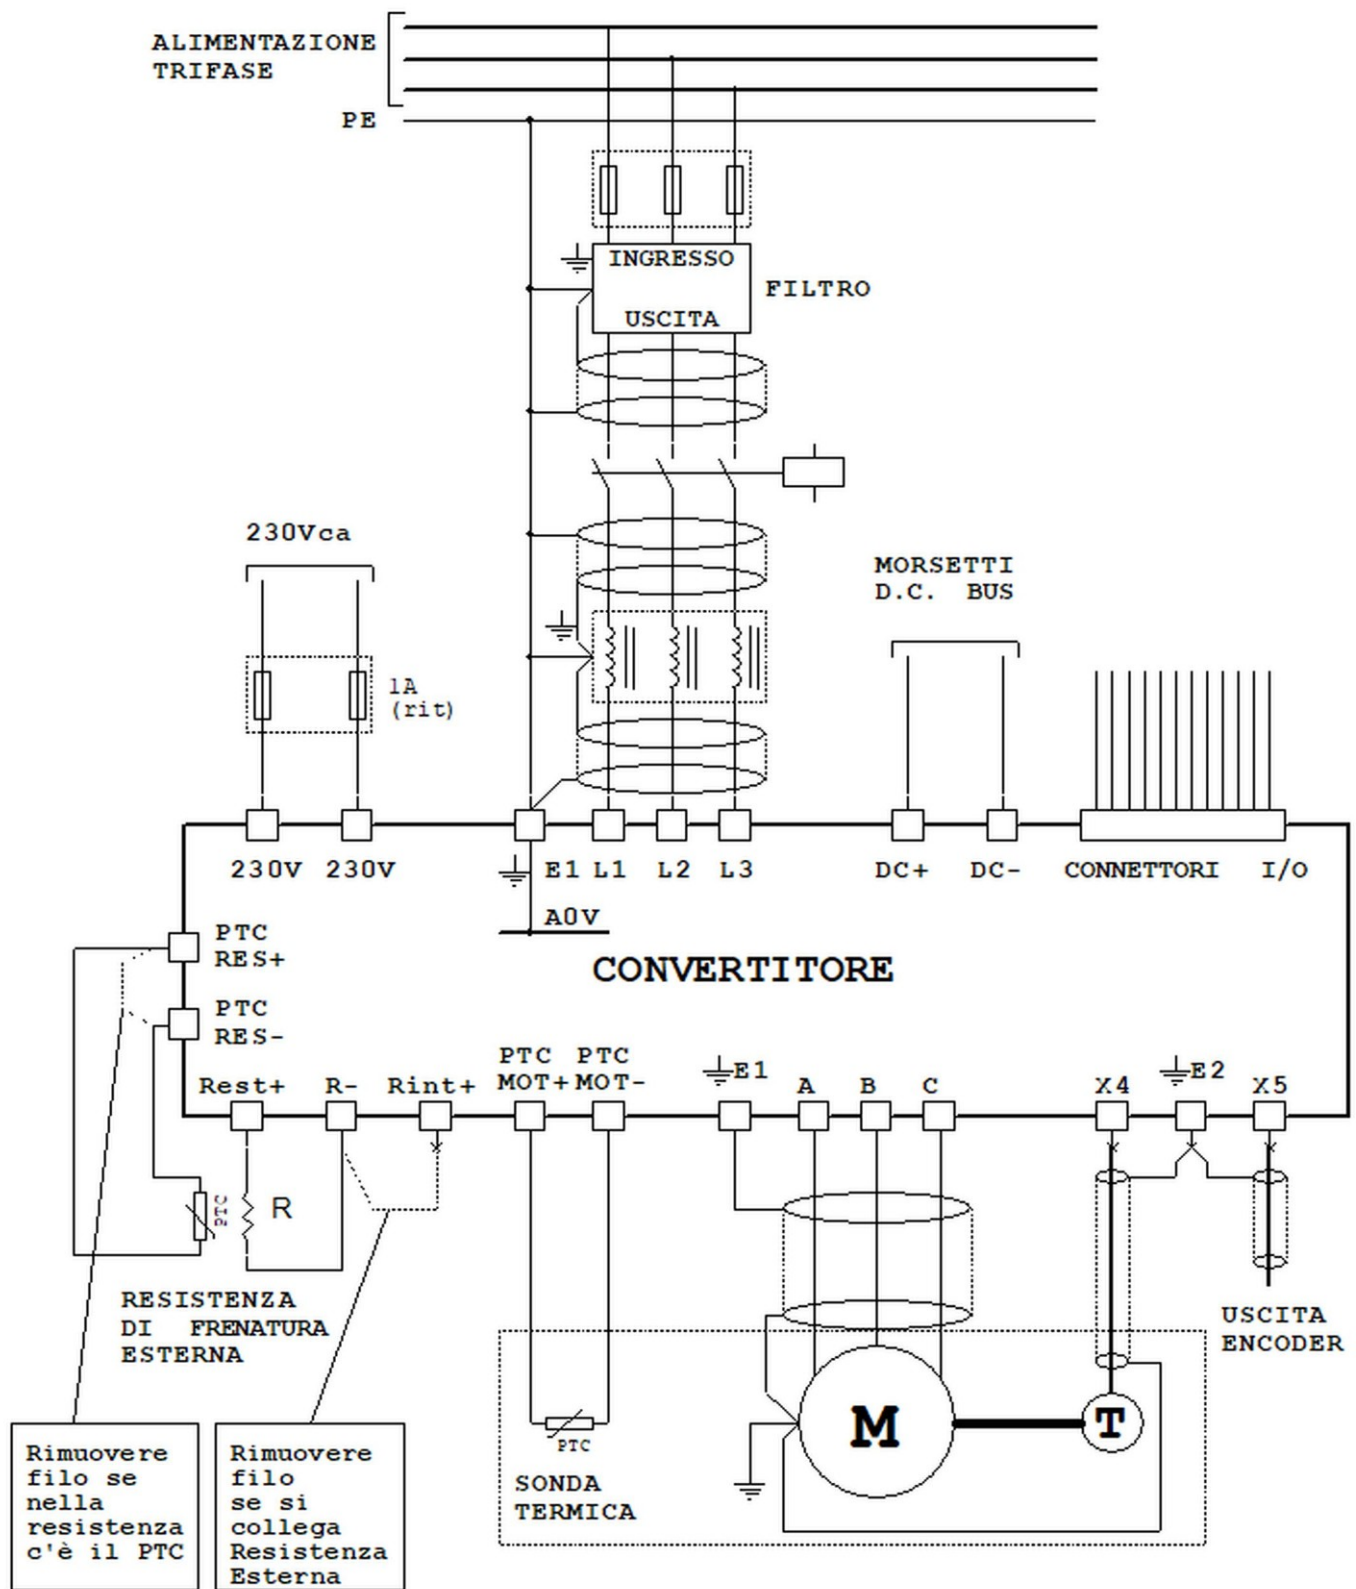 ALIMENTAZIONE
TRIFASE
PE
INGRESSO
USCITA
FILTRO
230Vca
1A
(rit)
MORSETTI
D.C. BUS
230V 230V
E1 L1 L2 L3
DC+ DC-
CONNETTORI I/O
A0V
PTC
RES+
CONVERTITORE
PTC
RES-
Rest+ R- Rint+
PTC PTC
MOT+ MOT-
E1
A B C
X4
E2
X5
PTC
R
RESISTENZA
DI FRENATURA
ESTERNA
USCITA
ENCODER
M
T
PTC
SONDA
TERMICA
Rimuovere
filo se
nella
resistenza
c'è il PTC
Rimuovere
filo
se si
collega
Resistenza
Esterna